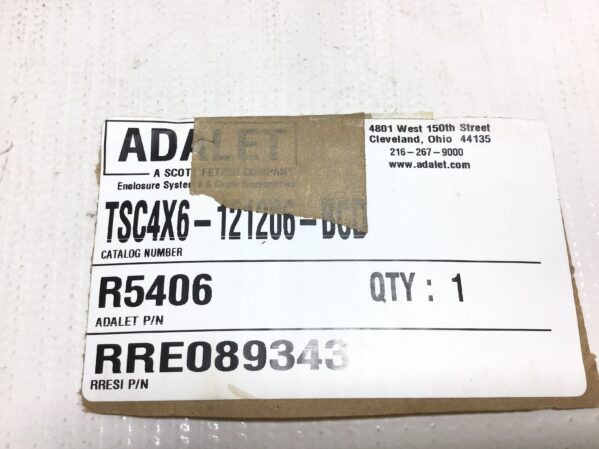 ADALET
A SCOTT FETZER COMPANY
Enclosure Systems & Cable Accessories
4801 West 150th Street
Cleveland, Ohio 44135
216-267-9000
www.adalet.com
TSC4X6-121206-DCD
CATALOG NUMBER
R5406 QTY : 1
ADALET P/N
RRE089343
RRESI P/N